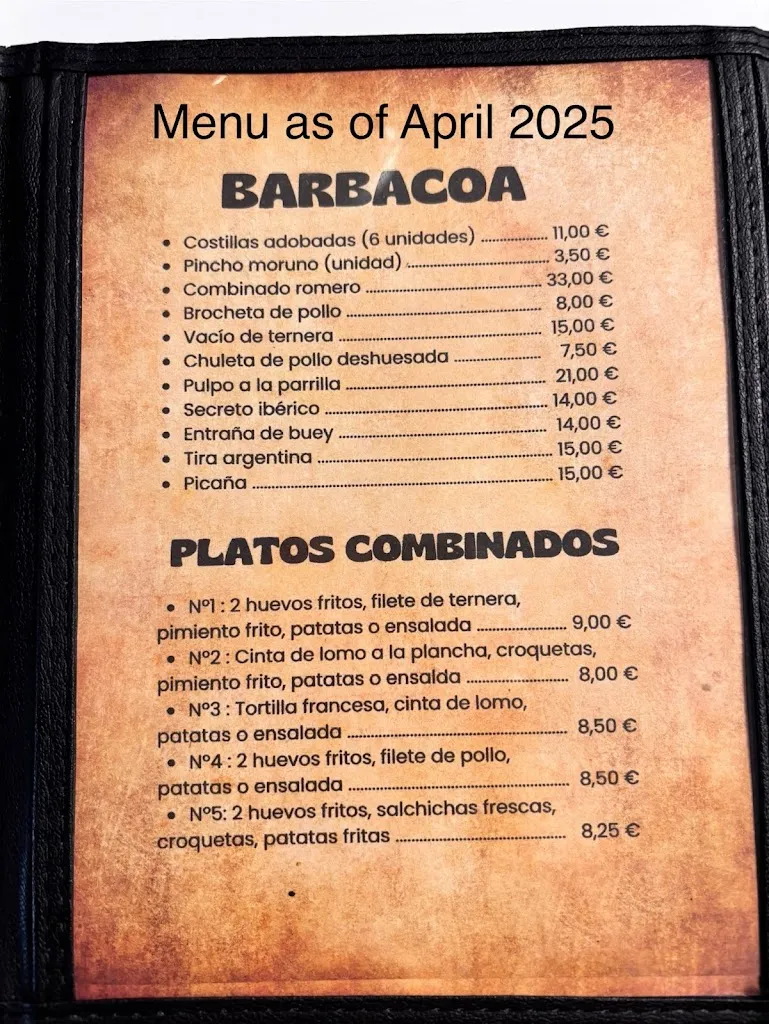 Menu as of April 2025
BARBACOA
• Costillas adobadas (6 unidades) ................ 11,00 €
• Pincho moruno (unidad) ................ 3,50 €
• Combinado romero ................ 33,00 €
• Brocheta de pollo ................ 8,00 €
• Vacío de ternera ................ 15,00 €
• Chuleta de pollo deshuesada ................ 7,50 €
• Pulpo a la parrilla ................ 21,00 €
• Secreto ibérico ................ 14,00 €
• Entraña de buey ................ 14,00 €
• Tira argentina ................ 15,00 €
• Picaña ................ 15,00 €
PLATOS COMBINADOS
• Nº1 : 2 huevos fritos, filete de ternera,
pimiento frito, patatas o ensalada ................ 9,00 €
• Nº2 : Cinta de lomo a la plancha, croquetas,
pimiento frito, patatas o ensalda ................ 8,00 €
• Nº3 : Tortilla francesa, cinta de lomo,
patatas o ensalada ................ 8,50 €
• Nº4 : 2 huevos fritos, filete de pollo,
patatas o ensalada ................ 8,50 €
• Nº5: 2 huevos fritos, salchichas frescas,
croquetas, patatas fritas ................ 8,25 €